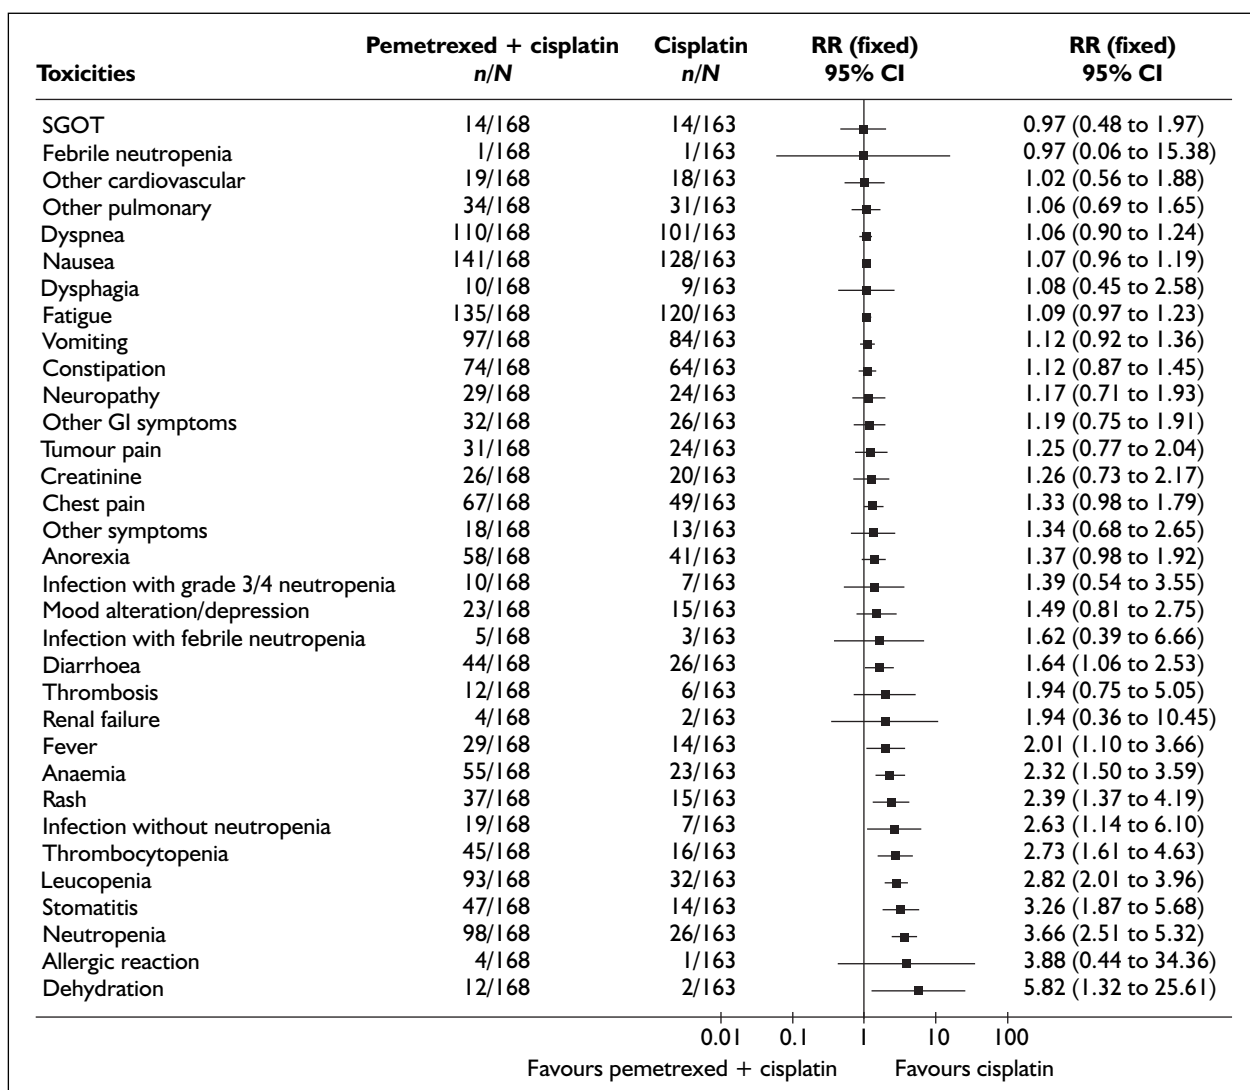 Pemetrexed + cisplatin Cisplatin RR (fixed) RR (fixed)
Toxicities n/N n/N 95% CI 95% CI
SGOT 14/168 14/163 0.97 (0.48 to 1.97)
Febrile neutropenia 1/168 1/163 0.97 (0.06 to 15.38)
Other cardiovascular 19/168 18/163 1.02 (0.56 to 1.88)
Other pulmonary 34/168 31/163 1.06 (0.69 to 1.65)
Dyspnea 110/168 101/163 1.06 (0.90 to 1.24)
Nausea 141/168 128/163 1.07 (0.96 to 1.19)
Dysphagia 10/168 9/163 1.08 (0.45 to 2.58)
Fatigue 135/168 120/163 1.09 (0.97 to 1.23)
Vomiting 97/168 84/163 1.12 (0.92 to 1.36)
Constipation 74/168 64/163 1.12 (0.87 to 1.45)
Neuropathy 29/168 24/163 1.17 (0.71 to 1.93)
Other GI symptoms 32/168 26/163 1.19 (0.75 to 1.91)
Tumour pain 31/168 24/163 1.25 (0.77 to 2.04)
Creatinine 26/168 20/163 1.26 (0.73 to 2.17)
Chest pain 67/168 49/163 1.33 (0.98 to 1.79)
Other symptoms 18/168 13/163 1.34 (0.68 to 2.65)
Anorexia 58/168 41/163 1.37 (0.98 to 1.92)
Infection with grade 3/4 neutropenia 10/168 7/163 1.39 (0.54 to 3.55)
Mood alteration/depression 23/168 15/163 1.49 (0.81 to 2.75)
Infection with febrile neutropenia 5/168 3/163 1.62 (0.39 to 6.66)
Diarrhoea 44/168 26/163 1.64 (1.06 to 2.53)
Thrombosis 12/168 6/163 1.94 (0.75 to 5.05)
Renal failure 4/168 2/163 1.94 (0.36 to 10.45)
Fever 29/168 14/163 2.01 (1.10 to 3.66)
Anaemia 55/168 23/163 2.32 (1.50 to 3.59)
Rash 37/168 15/163 2.39 (1.37 to 4.19)
Infection without neutropenia 19/168 7/163 2.63 (1.14 to 6.10)
Thrombocytopenia 45/168 16/163 2.73 (1.61 to 4.63)
Leucopenia 93/168 32/163 2.82 (2.01 to 3.96)
Stomatitis 47/168 14/163 3.26 (1.87 to 5.68)
Neutropenia 98/168 26/163 3.66 (2.51 to 5.32)
Allergic reaction 4/168 1/163 3.88 (0.44 to 34.36)
Dehydration 12/168 2/163 5.82 (1.32 to 25.61)
0.01 0.1 1 10 100
Favours pemetrexed + cisplatin Favours cisplatin